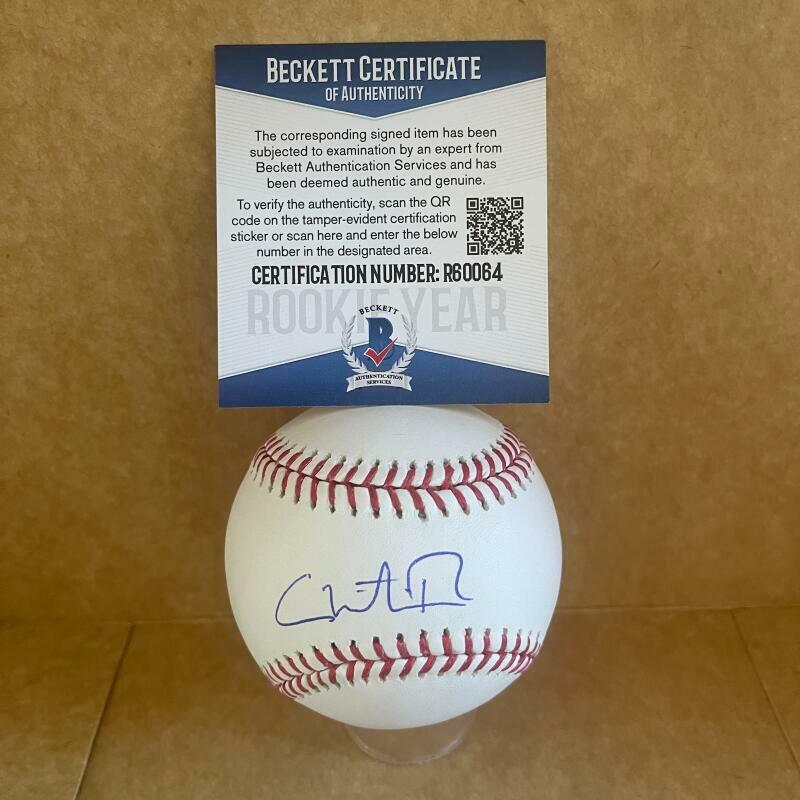 BECKETT CERTIFICATE
OF AUTHENTICITY
The corresponding signed item has been
subjected to examination by an expert from
Beckett Authentication Services and has
been deemed authentic and genuine.
To verify the authenticity, scan the QR
code on the tamper-evident certification
sticker or scan here and enter the below
number in the designated area.
CERTIFICATION NUMBER: R60064
ROOKIE YEAR
BECKETT
B
AUTHENTICATION
SERVICES